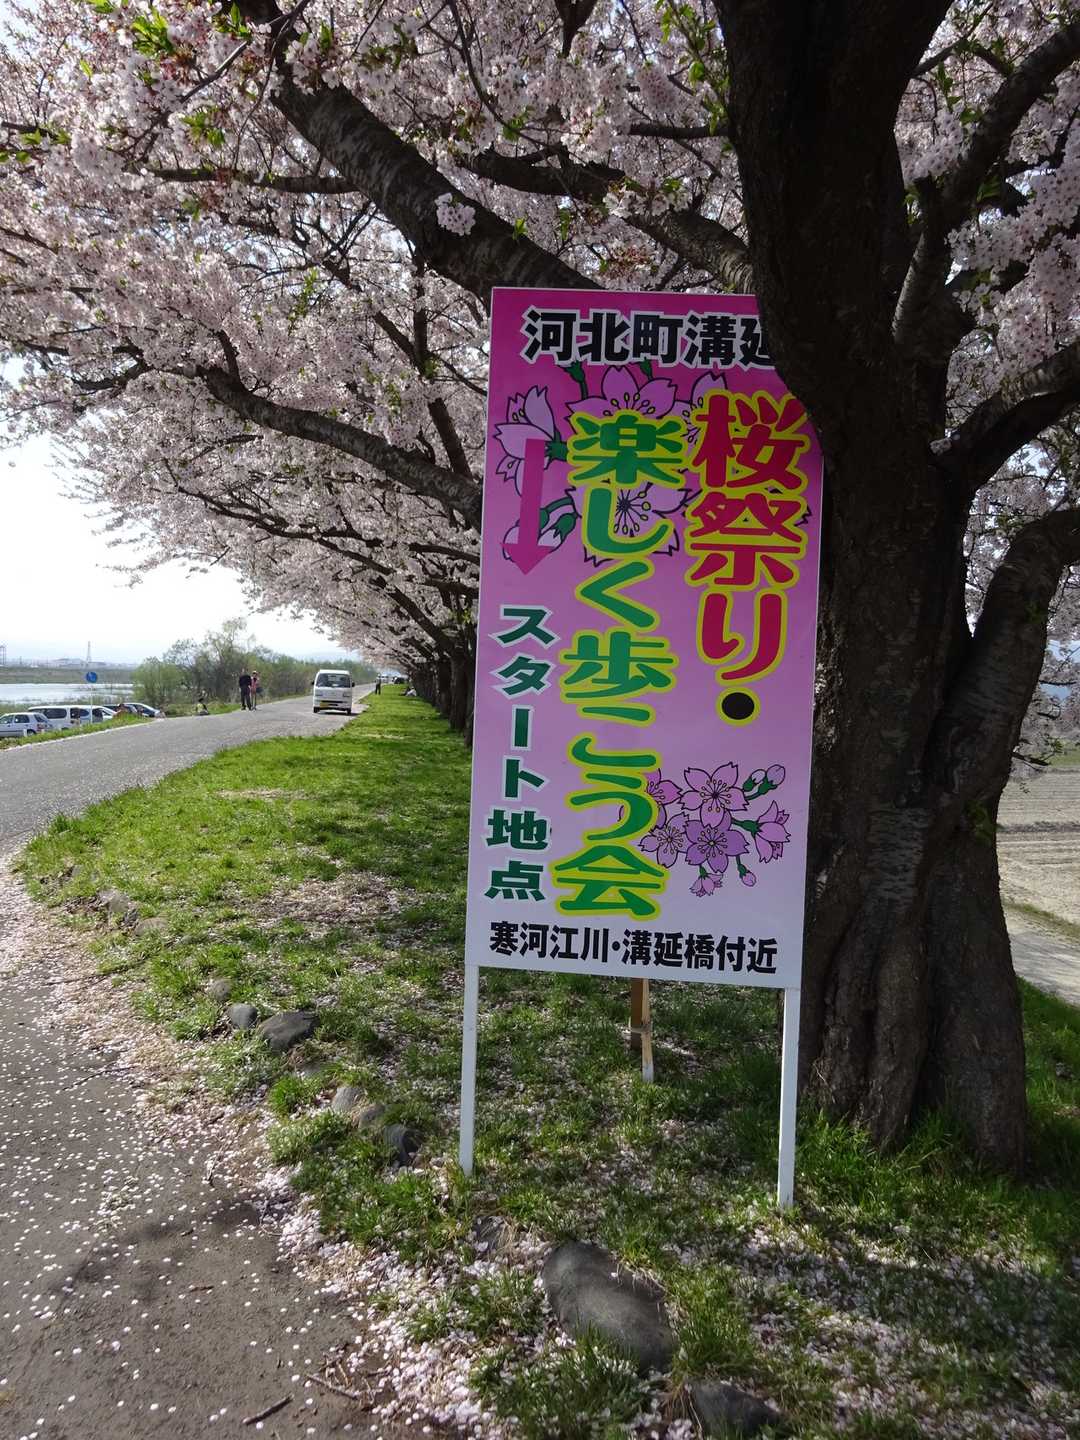 河北町溝延
桜祭り・
楽しく歩こう会
スタート地点
寒河江川・溝延橋付近